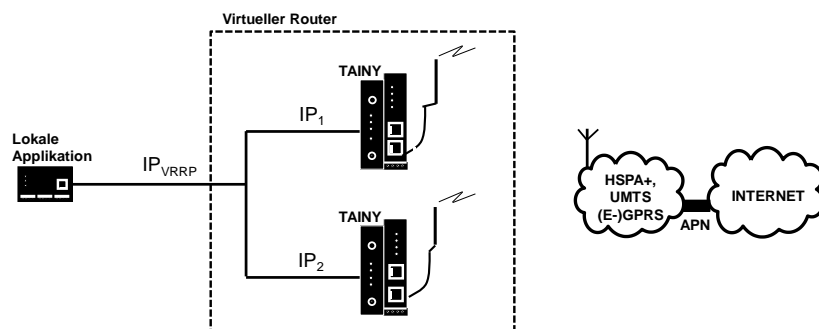 Virtueller Router
TAINY
IP1
Lokale
Applikation
IPVRRP
HSPA+,
UMTS
(E-)GPRS
INTERNET
APN
TAINY
IP2